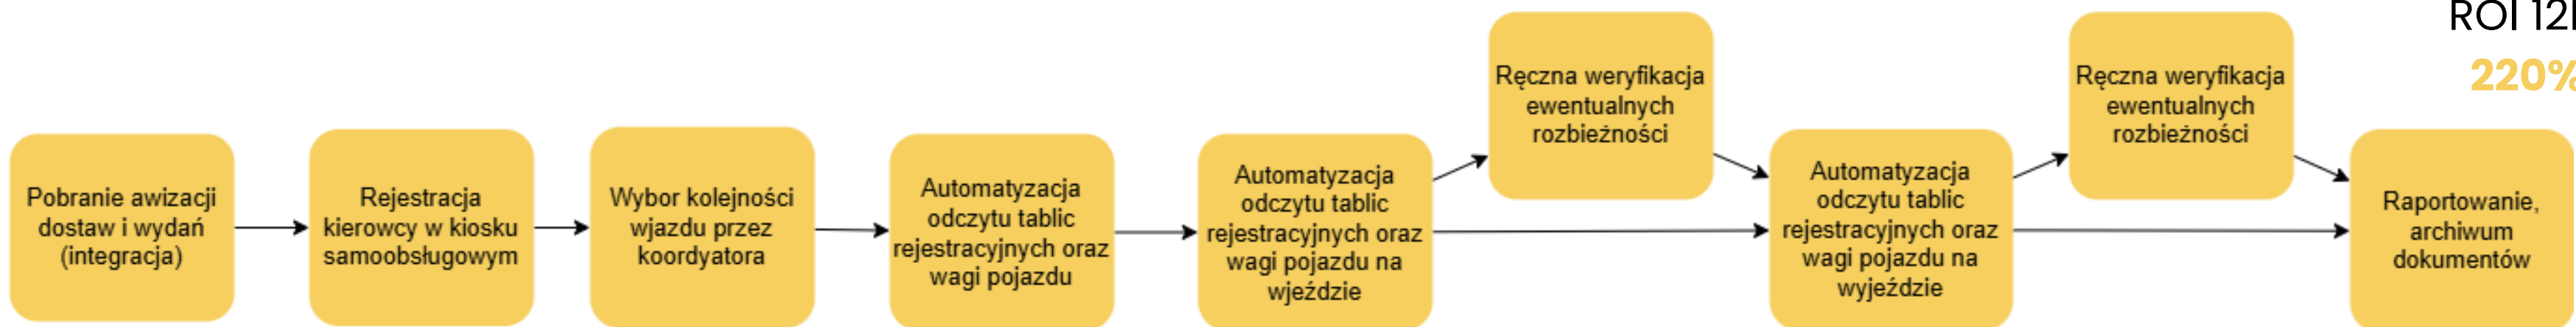 Pobranie awizacji
dostaw i wydań
(integracja)
Rejestracja
kierowcy w kiosku
samoobsługowym
Wybor kolejności
wjazdu przez
koordyatora
Automatyzacja
odczytu tablic
rejestracyjnych oraz
wagi pojazdu
Automatyzacja
odczytu tablic
rejestracyjnych oraz
wagi pojazdu na
wjeździe
Ręczna weryfikacja
ewentualnych
rozbieżności
Automatyzacja
odczytu tablic
rejestracyjnych oraz
wagi pojazdu na
wyjeździe
Ręczna weryfikacja
ewentualnych
rozbieżności
Raportowanie,
archiwum
dokumentów
ROI 12
220%